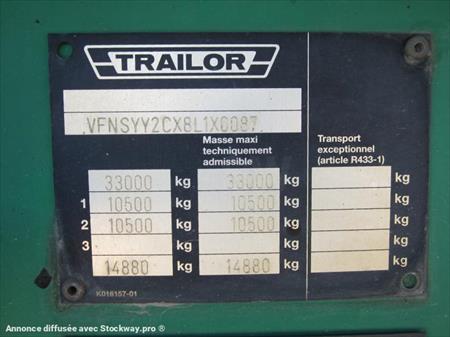 TRAILOR
VFNSYY2CX8L1X6087
Masse maxi
techniquement
admissible
Transport
exceptionnel
(article R433-1)
33000 kg 33000 kg kg
1 10500 kg 10500 kg kg
2 10500 kg 10500 kg kg
3 kg kg kg
14880 kg 14880 kg kg
K016157-01
Annonce diffusée avec Stockway.pro ®